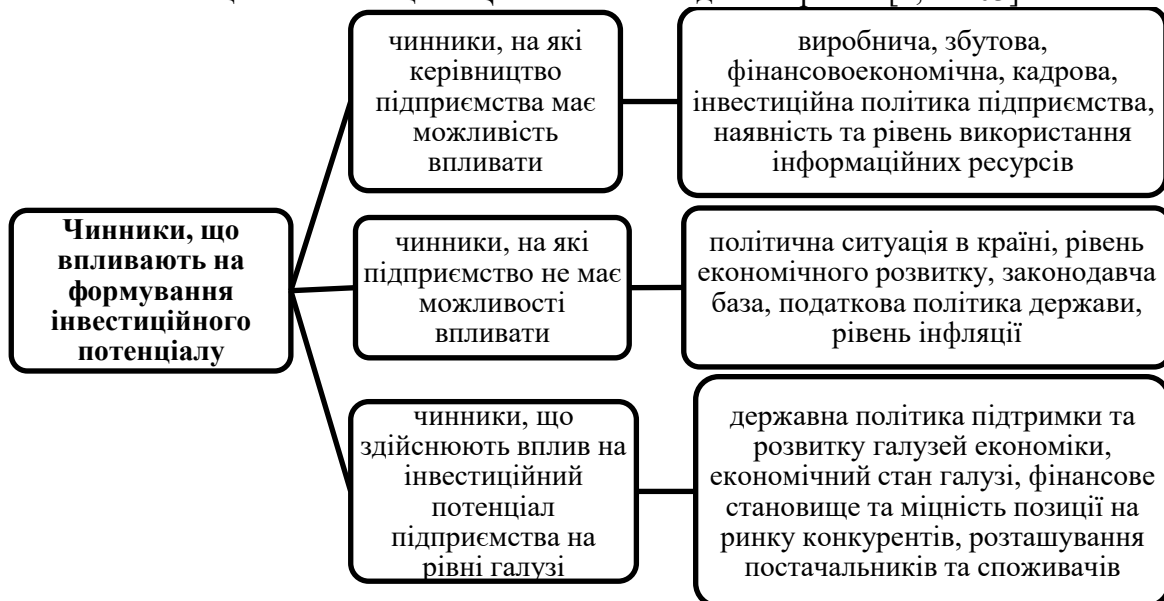 чинники, на які
керівництво
підприємства має
можливість
впливати
виробнича, збутова,
фінансовоекономічна, кадрова,
інвестиційна політика підприємства,
наявність та рівень використання
інформаційних ресурсів
Чинники, що
впливають на
формування
інвестиційного
потенціалу
чинники, на які
підприємство не має
можливості
впливати
політична ситуація в країні, рівень
економічного розвитку, законодавча
база, податкова політика держави,
рівень інфляції
чинники, що
здійснюють вплив на
інвестиційний
потенціал
підприємства на
рівні галузі
державна політика підтримки та
розвитку галузей економіки,
економічний стан галузі, фінансове
становище та міцність позиції на
ринку конкурентів, розташування
постачальників та споживачів